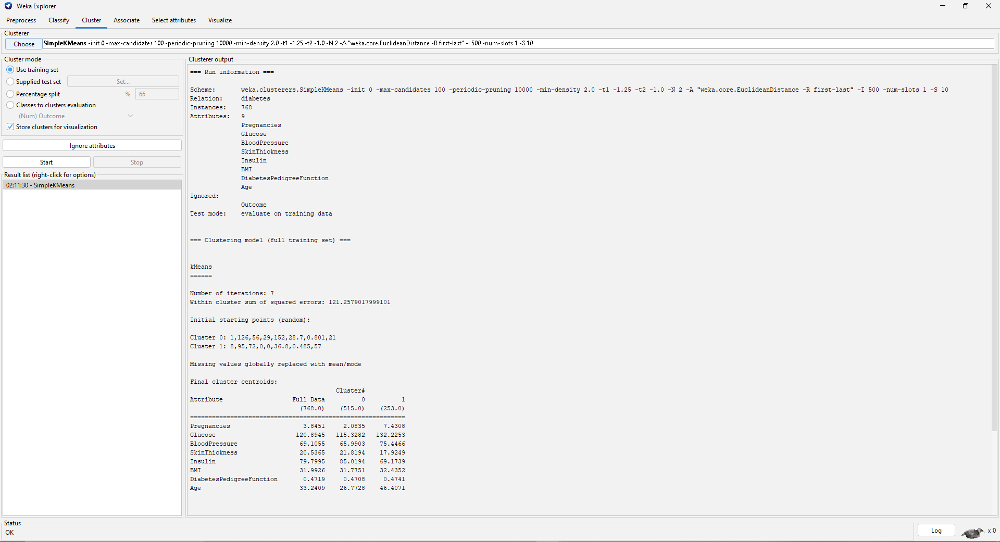 Weka Explorer
Preprocess Classify Cluster Associate Select attributes Visualize
Clusterer
Choose SimpleKMeans -init 0 -max-candidates 100 -periodic-pruning 10000 -min-density 2.0 -t1 -1.25 -t2 -1.0 -N 2 -A "weka.core.EuclideanDistance -R first-last" -I 500 -num-slots 1 -S 10
Cluster mode
Use training set
Supplied test set Set...
Percentage split % 66
Classes to clusters evaluation
(Num) Outcome
Store clusters for visualization
Ignore attributes
Start Stop
Result list (right-click for options)
02:11:30 - SimpleKMeans
Clusterer output
=== Run information ===
Scheme: weka.clusterers.SimpleKMeans -init 0 -max-candidates 100 -periodic-pruning 10000 -min-density 2.0 -t1 -1.25 -t2 -1.0 -N 2 -A "weka.core.EuclideanDistance -R first-last" -I 500 -num-slots 1 -S 10
Relation: diabetes
Instances: 768
Attributes: 9
Pregnancies
Glucose
BloodPressure
SkinThickness
Insulin
BMI
DiabetesPedigreeFunction
Age
Ignored:
Outcome
Test mode: evaluate on training data
=== Clustering model (full training set) ===
kMeans
======
Number of iterations: 7
Within cluster sum of squared errors: 121.2579017999101
Initial starting points (random):
Cluster 0: 1,126,56,29,152,28.7,0.801,21
Cluster 1: 8,95,72,0,0,36.8,0.485,57
Missing values globally replaced with mean/mode
Final cluster centroids:
Cluster#
Attribute Full Data 0 1
(768.0) (515.0) (253.0)
===========================================================
Pregnancies 3.8451 2.0835 7.4308
Glucose 120.8945 115.3282 132.2253
BloodPressure 69.1055 65.9903 75.4466
SkinThickness 20.5365 21.8194 17.9249
Insulin 79.7995 85.0194 69.1739
BMI 31.9926 31.7751 32.4352
DiabetesPedigreeFunction 0.4719 0.4708 0.4741
Age 33.2409 26.7728 46.4071
Status
OK
Log x 0